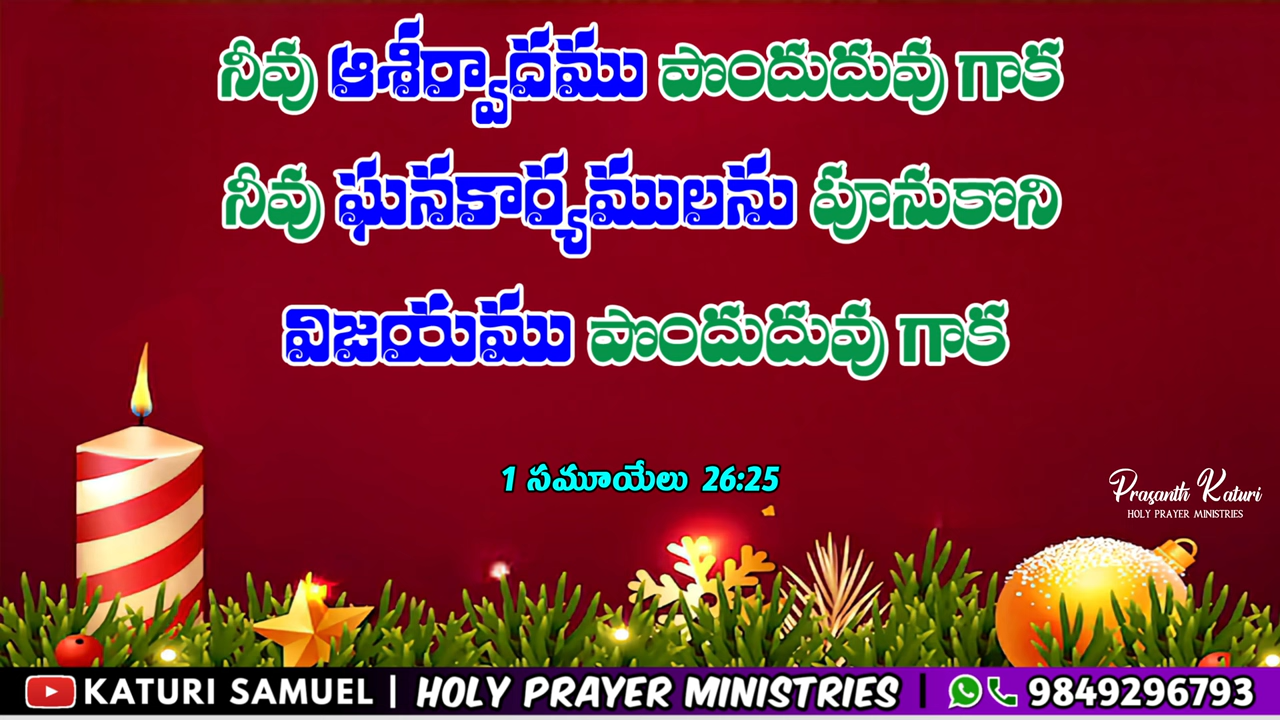 నీవు ఆశీర్వాదము పొందుదువు గాక
నీవు ఘనకార్యములను పూనుకొని
విజయము పొందుదువు గాక
1 సమూయేలు 26:25
Prasanth Katuri
HOLY PRAYER MINISTRIES
KATURI SAMUEL | HOLY PRAYER MINISTRIES | 9849296793